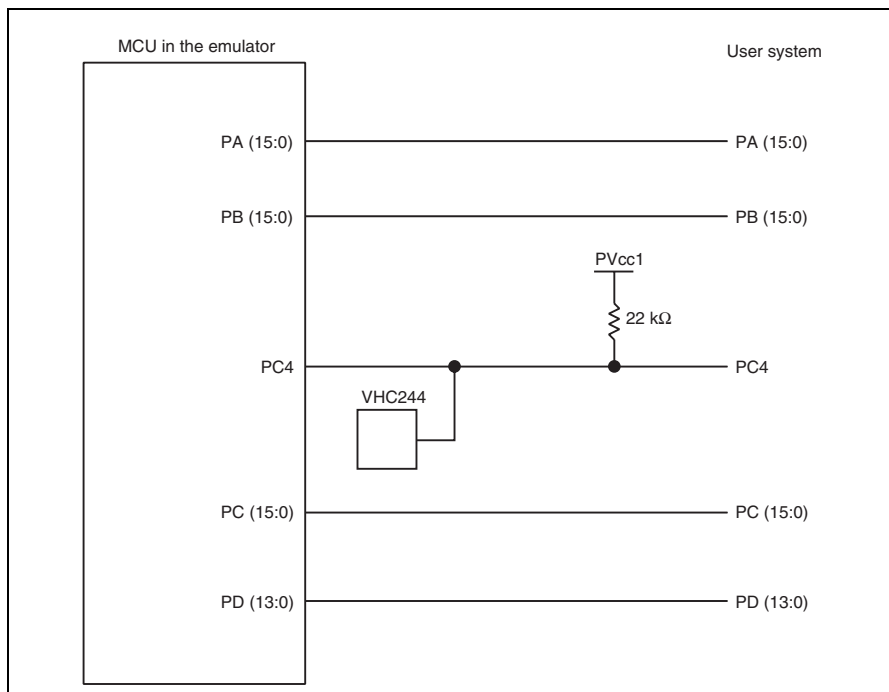 MCU in the emulator
User system
PA (15:0)
PA (15:0)
PB (15:0)
PB (15:0)
PVcc1
22 kΩ
PC4
PC4
VHC244
PC (15:0)
PC (15:0)
PD (13:0)
PD (13:0)